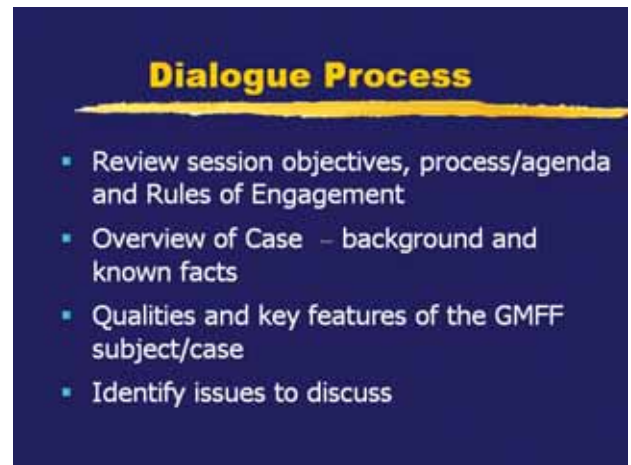 Dialogue Process
Review session objectives, process/agenda
and Rules of Engagement
Overview of Case – background and
known facts
Qualities and key features of the GMFF
subject/case
Identify issues to discuss